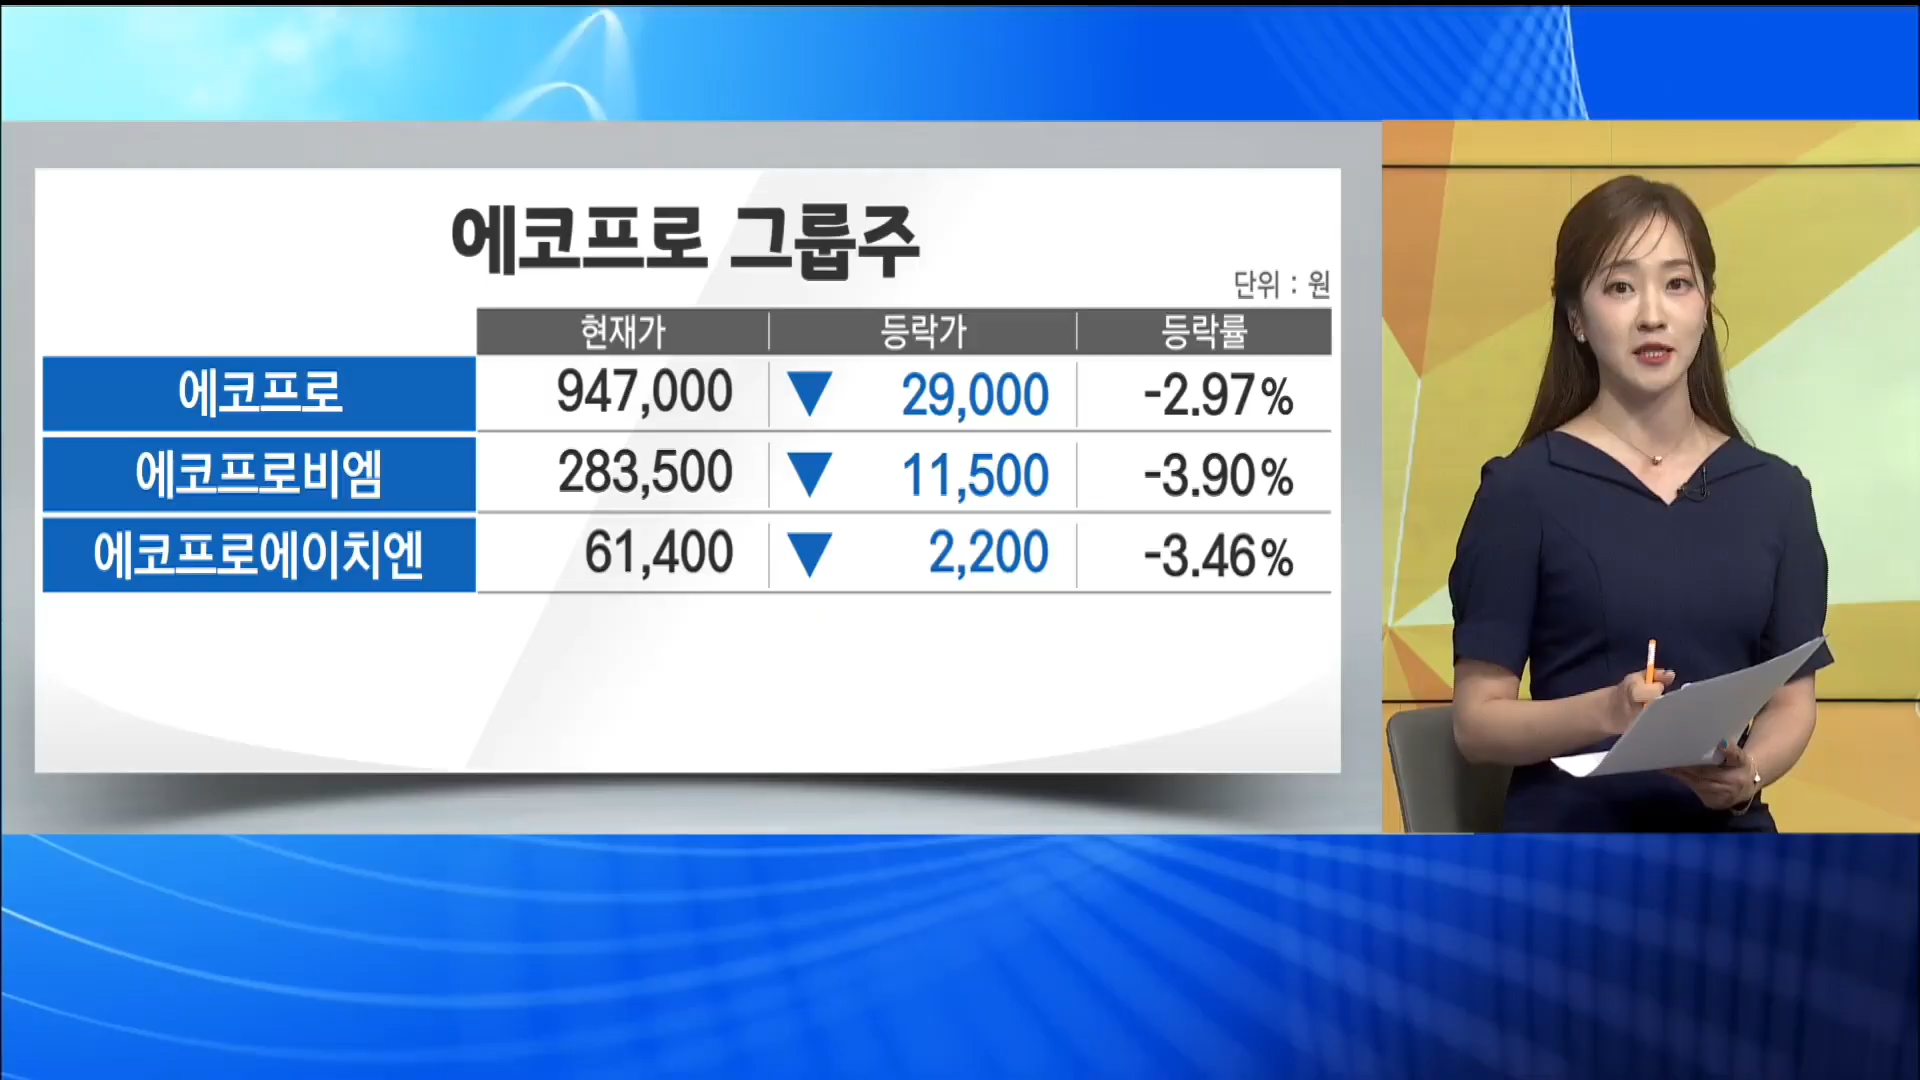 에코프로 그룹주
단위 : 원
현재가 등락가 등락률
에코프로 947,000 ▼ 29,000 -2.97%
에코프로비엠 283,500 ▼ 11,500 -3.90%
에코프로에이치엔 61,400 ▼ 2,200 -3.46%